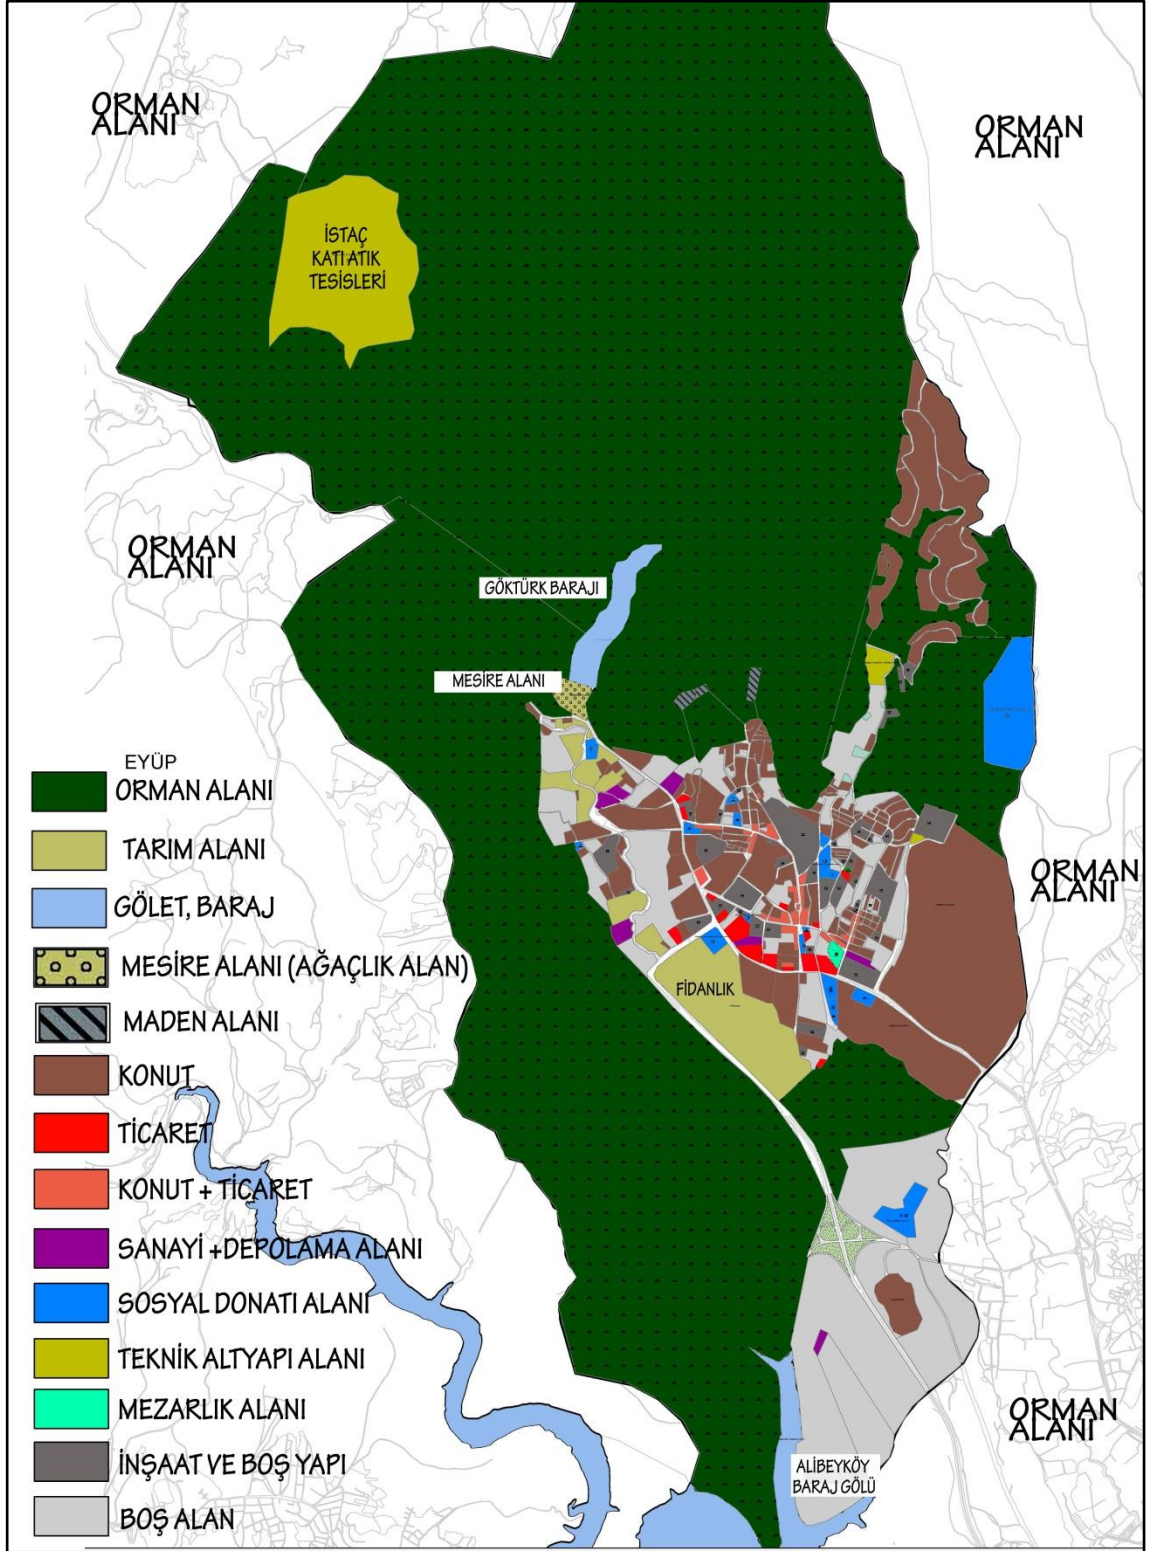 ORMAN
ALANI
ORMAN
ALANI
İSTAÇ
KATI ATIK
TESİSLERİ
ORMAN
ALANI
GÖKTÜRK BARAJI
MESİRE ALANI
EYÜP
ORMAN ALANI
TARIM ALANI
GÖLET, BARAJ
MESİRE ALANI (AĞAÇLIK ALAN)
MADEN ALANI
KONUT
TİCARET
KONUT + TİCARET
SANAYİ +DEPOLAMA ALANI
SOSYAL DONATI ALANI
TEKNİK ALTYAPI ALANI
MEZARLIK ALANI
İNŞAAT VE BOŞ YAPI
BOŞ ALAN
ORMAN
ALANI
FİDANLIK
ORMAN
ALANI
ALİBEYKÖY
BARAJ GÖLÜ